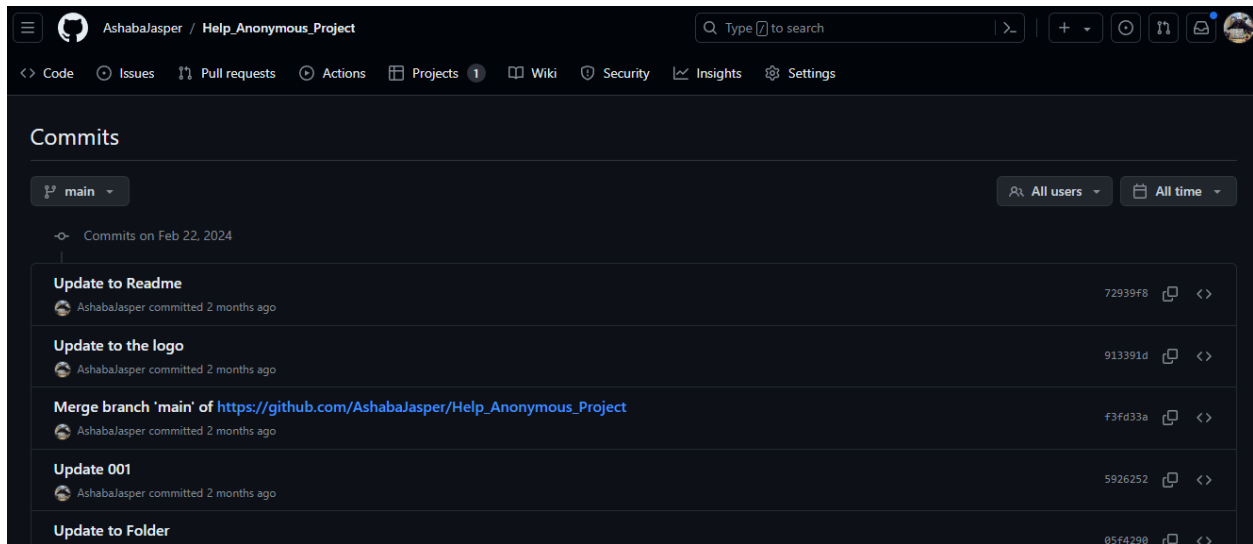 AshabaJasper / Help_Anonymous_Project
Type / to search
<> Code Issues Pull requests Actions Projects 1 Wiki Security Insights Settings
Commits
main
All users All time
Commits on Feb 22, 2024
Update to Readme
AshabaJasper committed 2 months ago
72939f8
Update to the logo
AshabaJasper committed 2 months ago
913391d
Merge branch 'main' of https://github.com/AshabaJasper/Help_Anonymous_Project
AshabaJasper committed 2 months ago
f3fd33a
Update 001
AshabaJasper committed 2 months ago
5926252
Update to Folder
05f4290